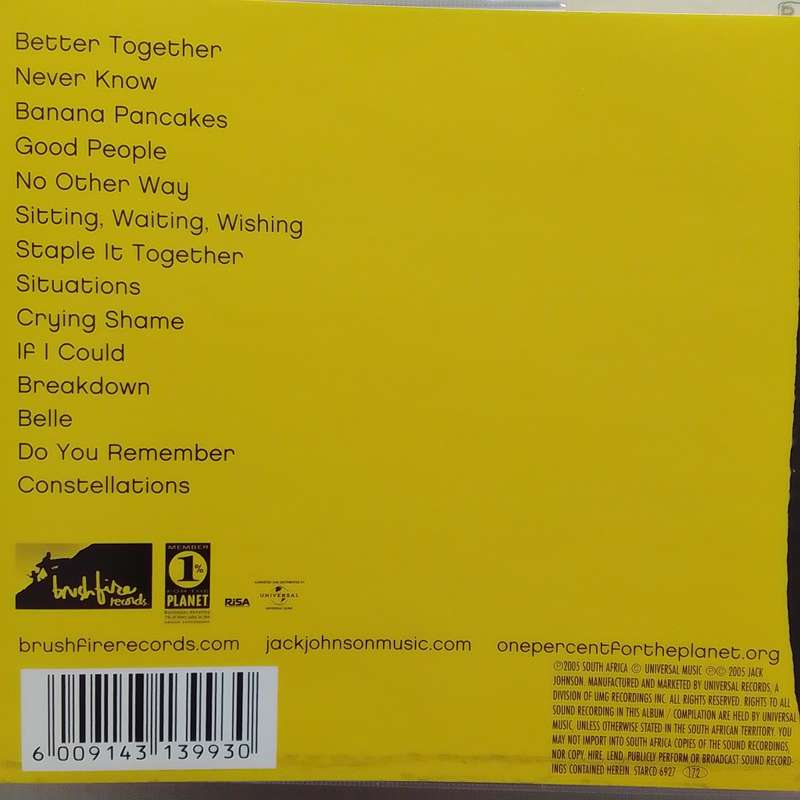 Better Together
Never Know
Banana Pancakes
Good People
No Other Way
Sitting, Waiting, Wishing
Staple It Together
Situations
Crying Shame
If I Could
Breakdown
Belle
Do You Remember
Constellations
brushfire
records
MEMBER
1%
FOR THE
PLANET
RiSA
UNIVERSAL
brushfirerecords.com jackjohnsonmusic.com onepercentfortheplanet.org
℗2005 SOUTH AFRICA © UNIVERSAL MUSIC ℗© 2005 JACK
JOHNSON. MANUFACTURED AND MARKETED BY UNIVERSAL RECORDS, A
DIVISION OF UMG RECORDINGS INC. ALL RIGHTS RESERVED. RIGHTS TO ALL
SOUND RECORDING IN THIS ALBUM / COMPILATION ARE HELD BY UNIVERSAL
MUSIC, UNLESS OTHERWISE STATED IN THE SOUTH AFRICAN TERRITORY. YOU
MAY NOT IMPORT INTO SOUTH AFRICA COPIES OF THE SOUND RECORDINGS,
NOR COPY, HIRE, LEND, PUBLICLY PERFORM OR BROADCAST SOUND RECORD-
INGS CONTAINED HEREIN. STARCD 6927 172
6 009143 139930